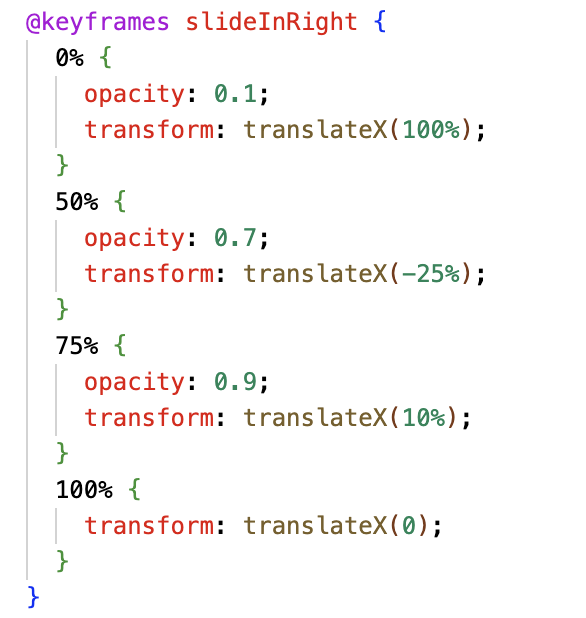 @keyframes slideInRight {
  0% {
    opacity: 0.1;
    transform: translateX(100%);
  }
  50% {
    opacity: 0.7;
    transform: translateX(-25%);
  }
  75% {
    opacity: 0.9;
    transform: translateX(10%);
  }
  100% {
    transform: translateX(0);
  }
}